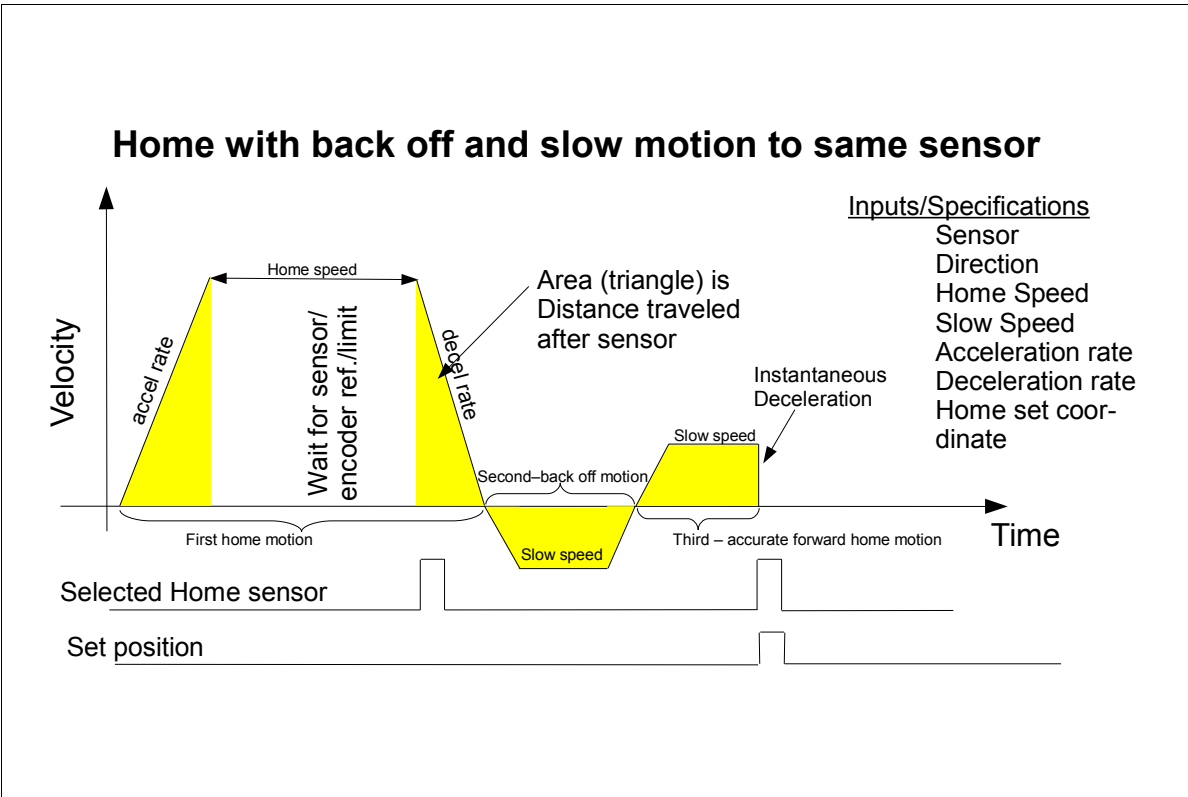 Home with back off and slow motion to same sensor
Inputs/Specifications
Sensor
Direction
Home Speed
Slow Speed
Acceleration rate
Deceleration rate
Home set coor-
dinate
Velocity
accel rate
Home speed
Wait for sensor/
encoder ref./limit
decel rate
Area (triangle) is
Distance traveled
after sensor
Instantaneous
Deceleration
Slow speed
Second–back off motion
First home motion
Slow speed
Third – accurate forward home motion
Time
Selected Home sensor
Set position